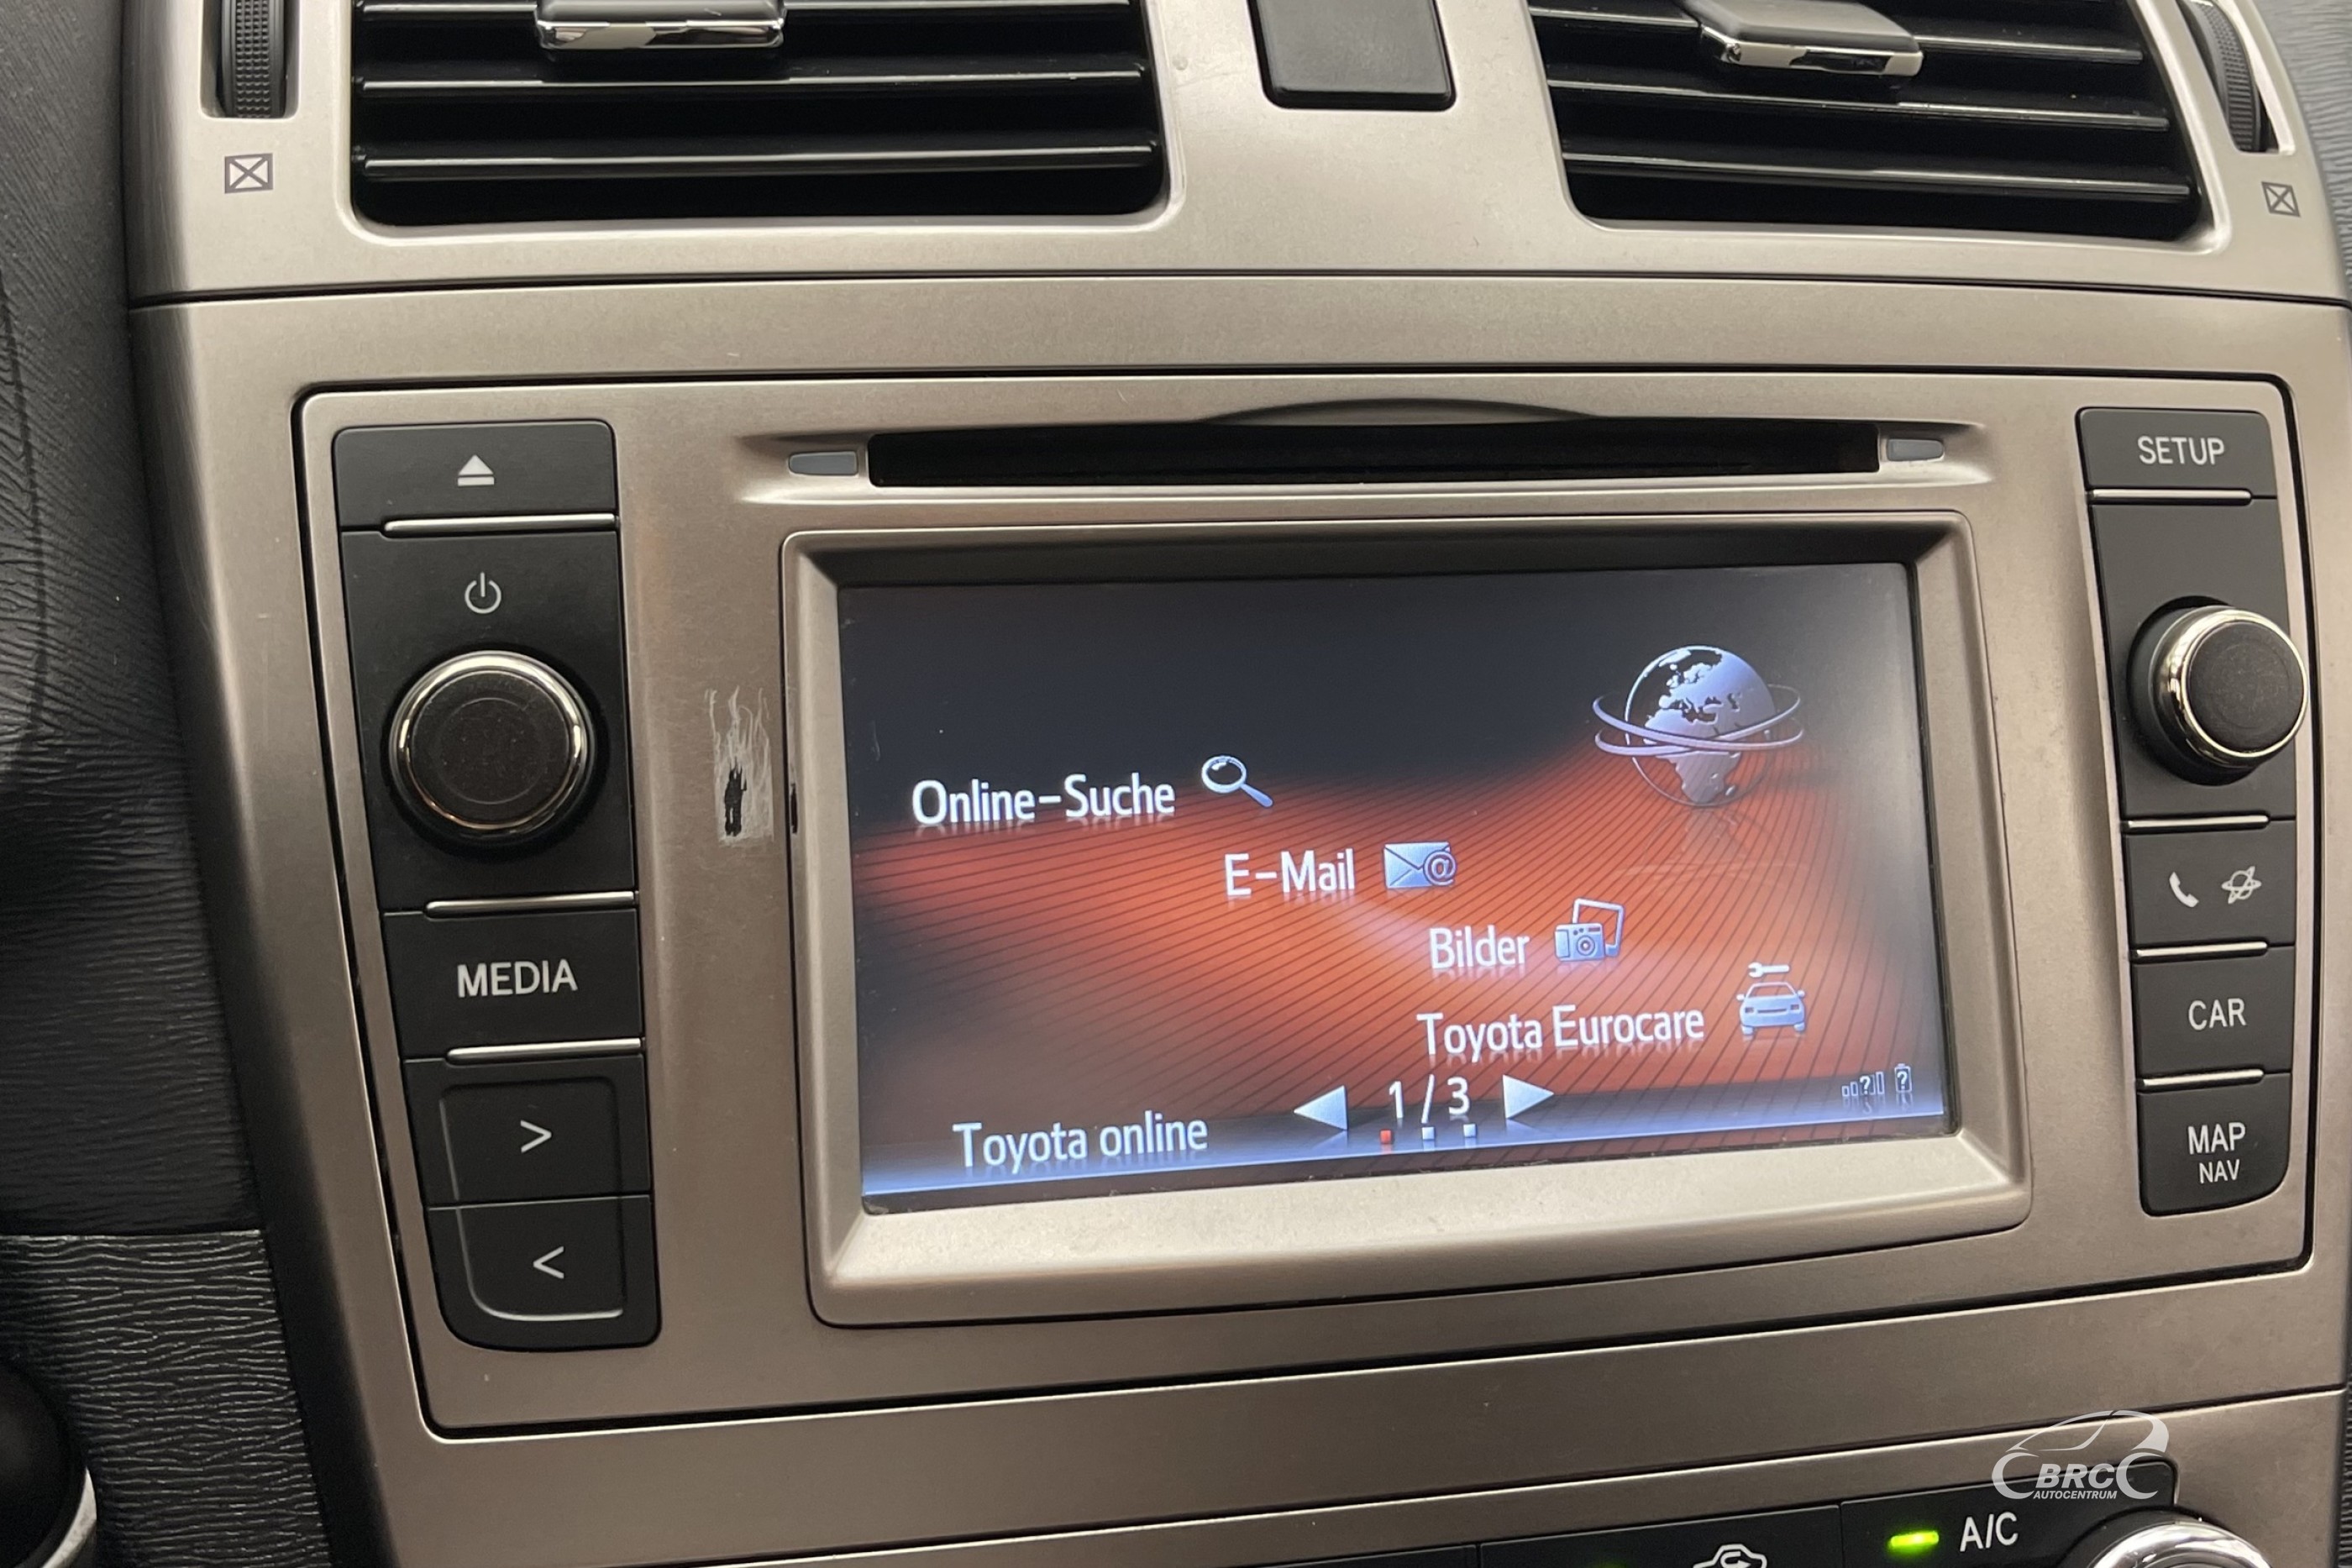 SETUP
MEDIA
>
<
CAR
MAP
NAV
Online-Suche
E-Mail
Bilder
Toyota Eurocare
1/3
Toyota online
A/C
BRC
AUTOCENTRUM